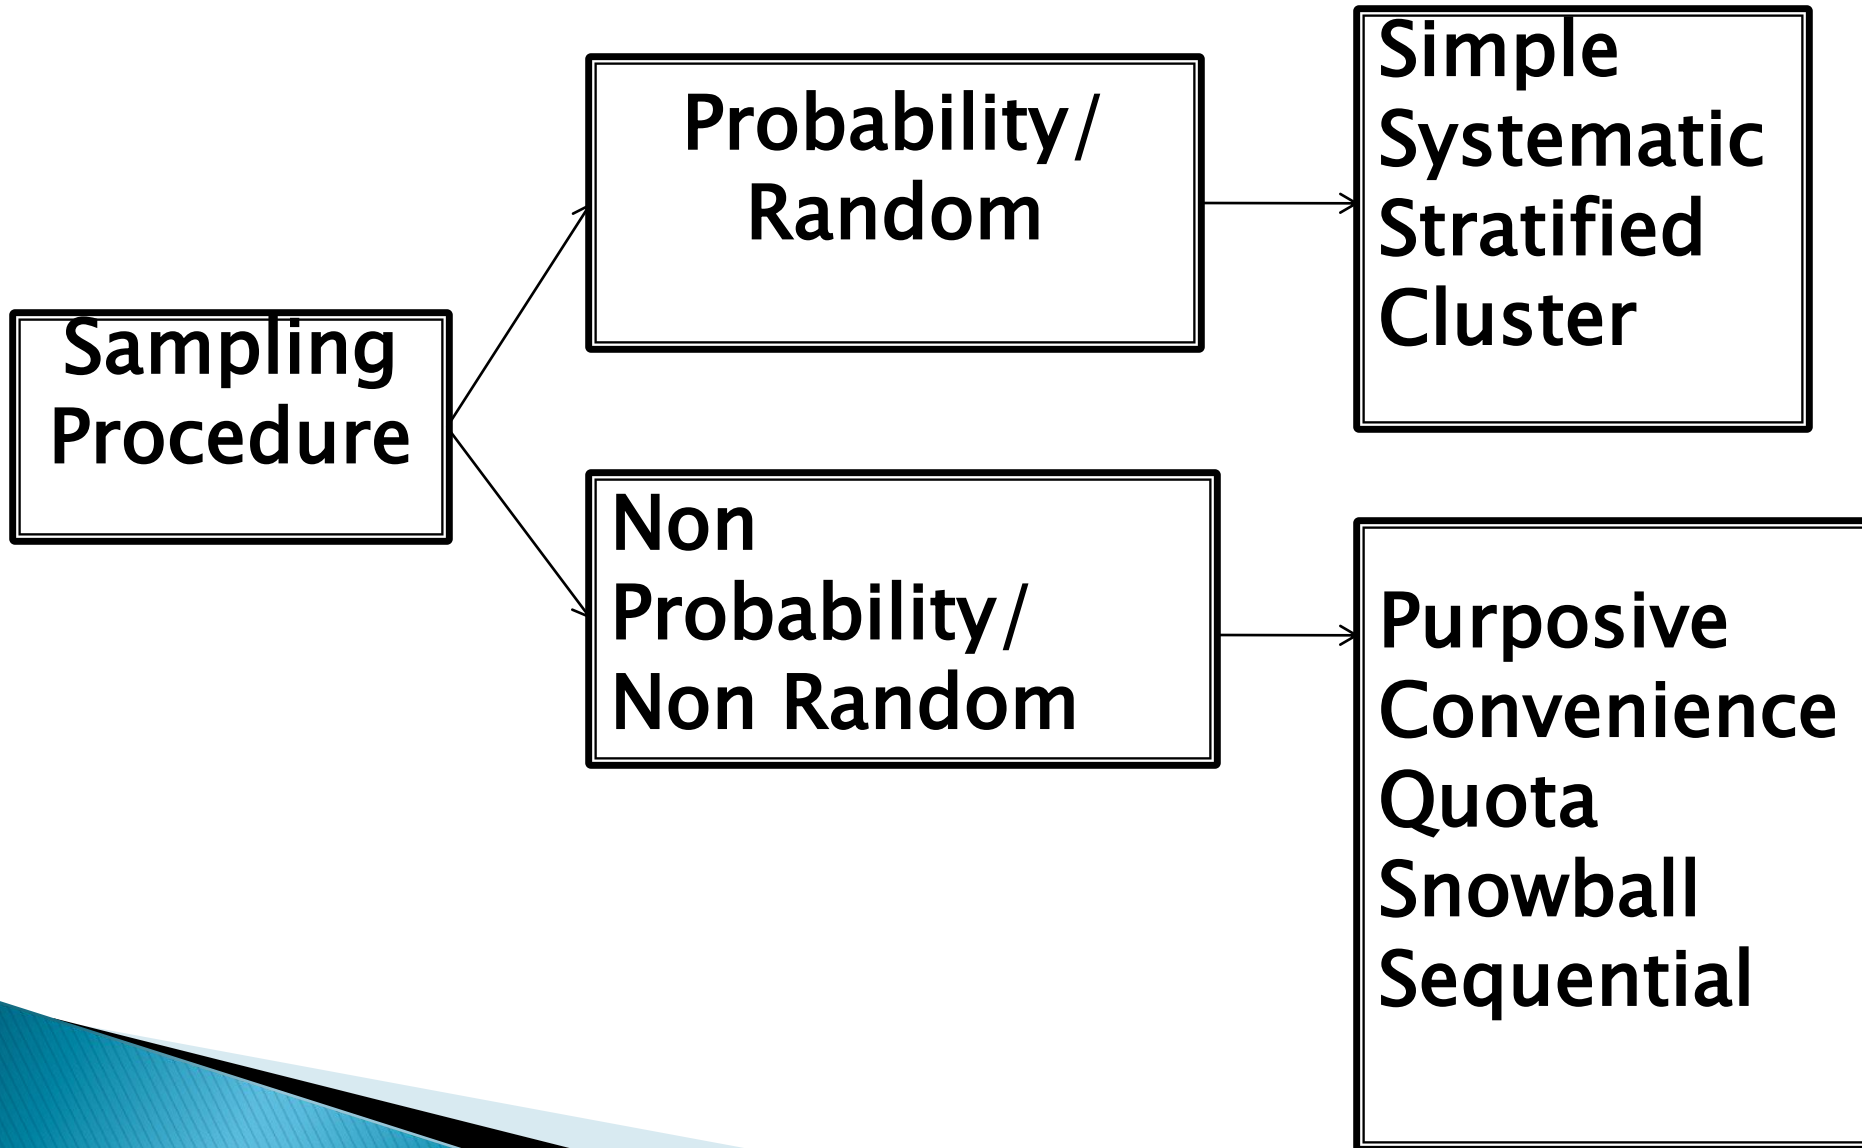 Sampling
Procedure
Probability/
Random
Simple
Systematic
Stratified
Cluster
Non
Probability/
Non Random
Purposive
Convenience
Quota
Snowball
Sequential